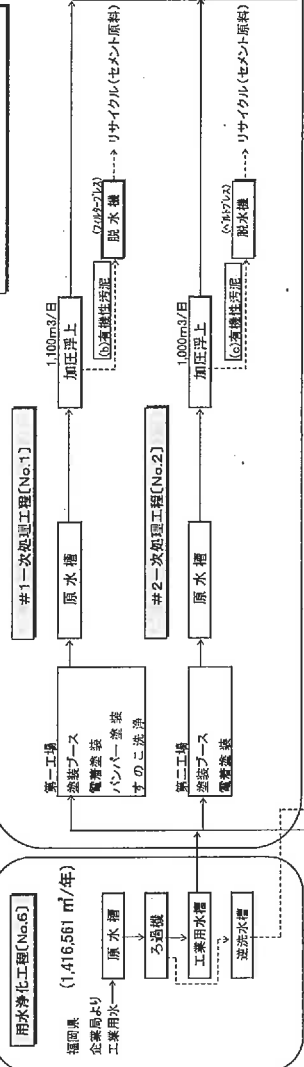 用水浄化工程[No.6]
福岡県
(1,416,561 m³/年)
企業局より
工業用水
原水槽
ろ過機
工業用水槽
逆洗水槽
#1一次処理工程[No.1]
第一工場
塗装ブース
電着塗装
バンパー塗装
すのこ洗浄
原水槽
1,100m3/日
加圧浮上
(b)有機性汚泥
(フィルタープレス)
脱水機
リサイクル(セメント原料)
#2一次処理工程[No.2]
第二工場
塗装ブース
電着塗装
原水槽
1,000m3/日
加圧浮上
(c)有機性汚泥
(ベルトプレス)
脱水機
リサイクル(セメント原料)